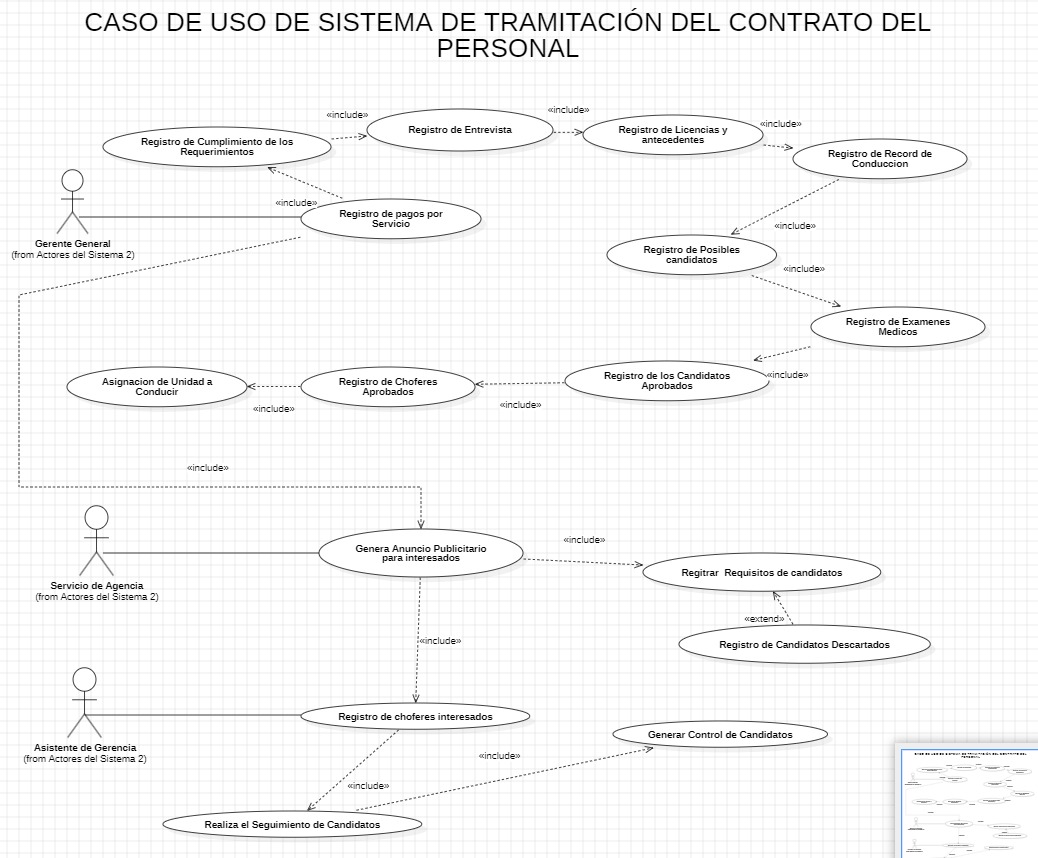 CASO DE USO DE SISTEMA DE TRAMITACIÓN DEL CONTRATO DEL
PERSONAL
«include»
«include»
«include»
Registro de Entrevista
Registro de Licencias y
antecedentes
Registro de Cumplimiento de los
Requerimientos
Registro de Record de
Conduccion
«include»
Registro de pagos por
Servicio
«include»
Gerente General
(from Actores del Sistema 2)
Registro de Posibles
candidatos
«include»
Registro de Examenes
Medicos
Asignacion de Unidad a
Conducir
Registro de Choferes
Aprobados
Registro de los Candidatos
Aprobados
«include»
«include»
«include»
«include»
Genera Anuncio Publicitario
para interesados
«include»
Regitrar Requisitos de candidatos
Servicio de Agencia
(from Actores del Sistema 2)
«extend»
«include»
Registro de Candidatos Descartados
Registro de choferes interesados
Generar Control de Candidatos
Asistente de Gerencia
(from Actores del Sistema 2)
«include»
«include»
Realiza el Seguimiento de Candidatos